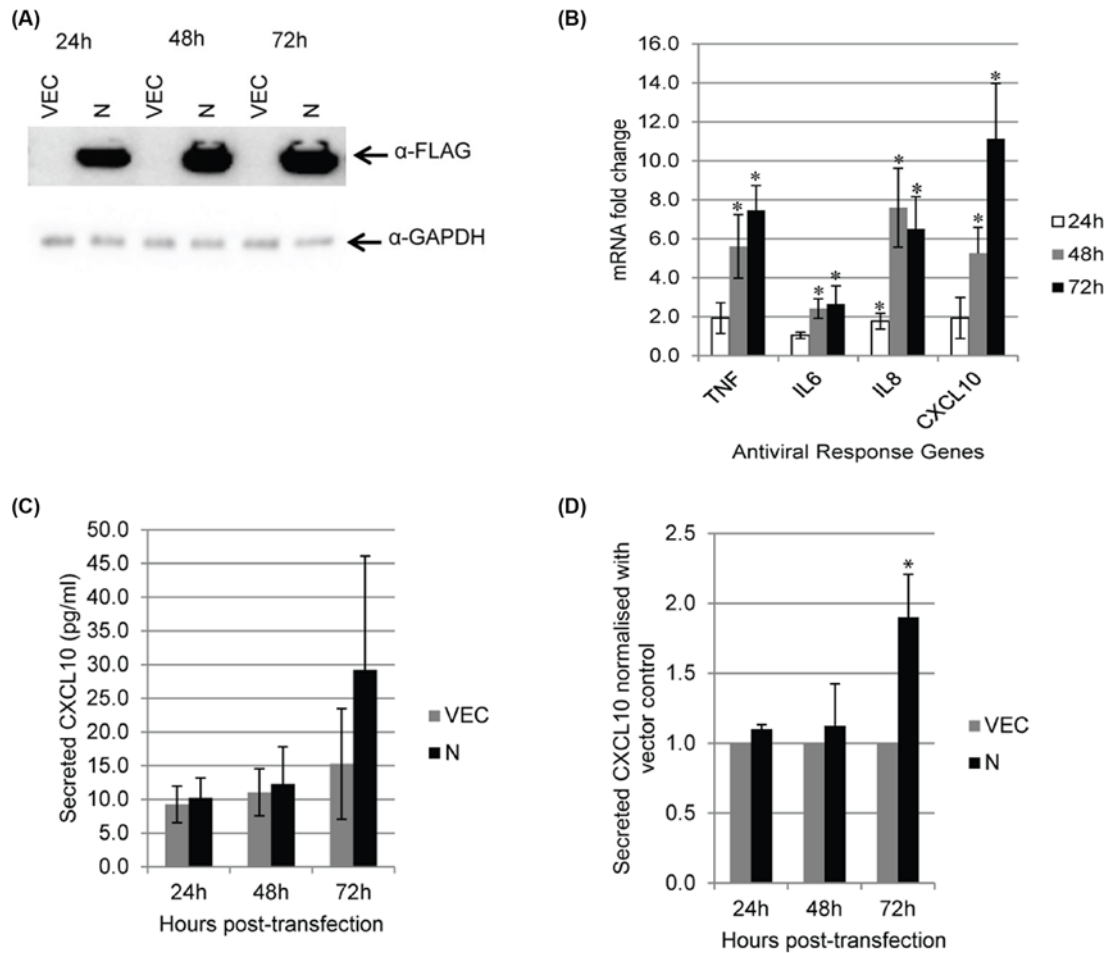 (A)
24h 48h 72h
VEC N VEC N VEC N
α-FLAG
α-GAPDH
(B)
16.0
14.0
12.0
10.0
8.0
6.0
4.0
2.0
0.0
mRNA fold change
* * * * * * * * *
TNF IL6 IL8 CXCL10
Antiviral Response Genes
24h
48h
72h
(C)
50.0
45.0
40.0
35.0
30.0
25.0
20.0
15.0
10.0
5.0
0.0
Secreted CXCL10 (pg/ml)
24h 48h 72h
Hours post-transfection
VEC
N
(D)
2.5
2.0
1.5
1.0
0.5
0.0
Secreted CXCL10 normalised with
vector control
*
24h 48h 72h
Hours post-transfection
VEC
N